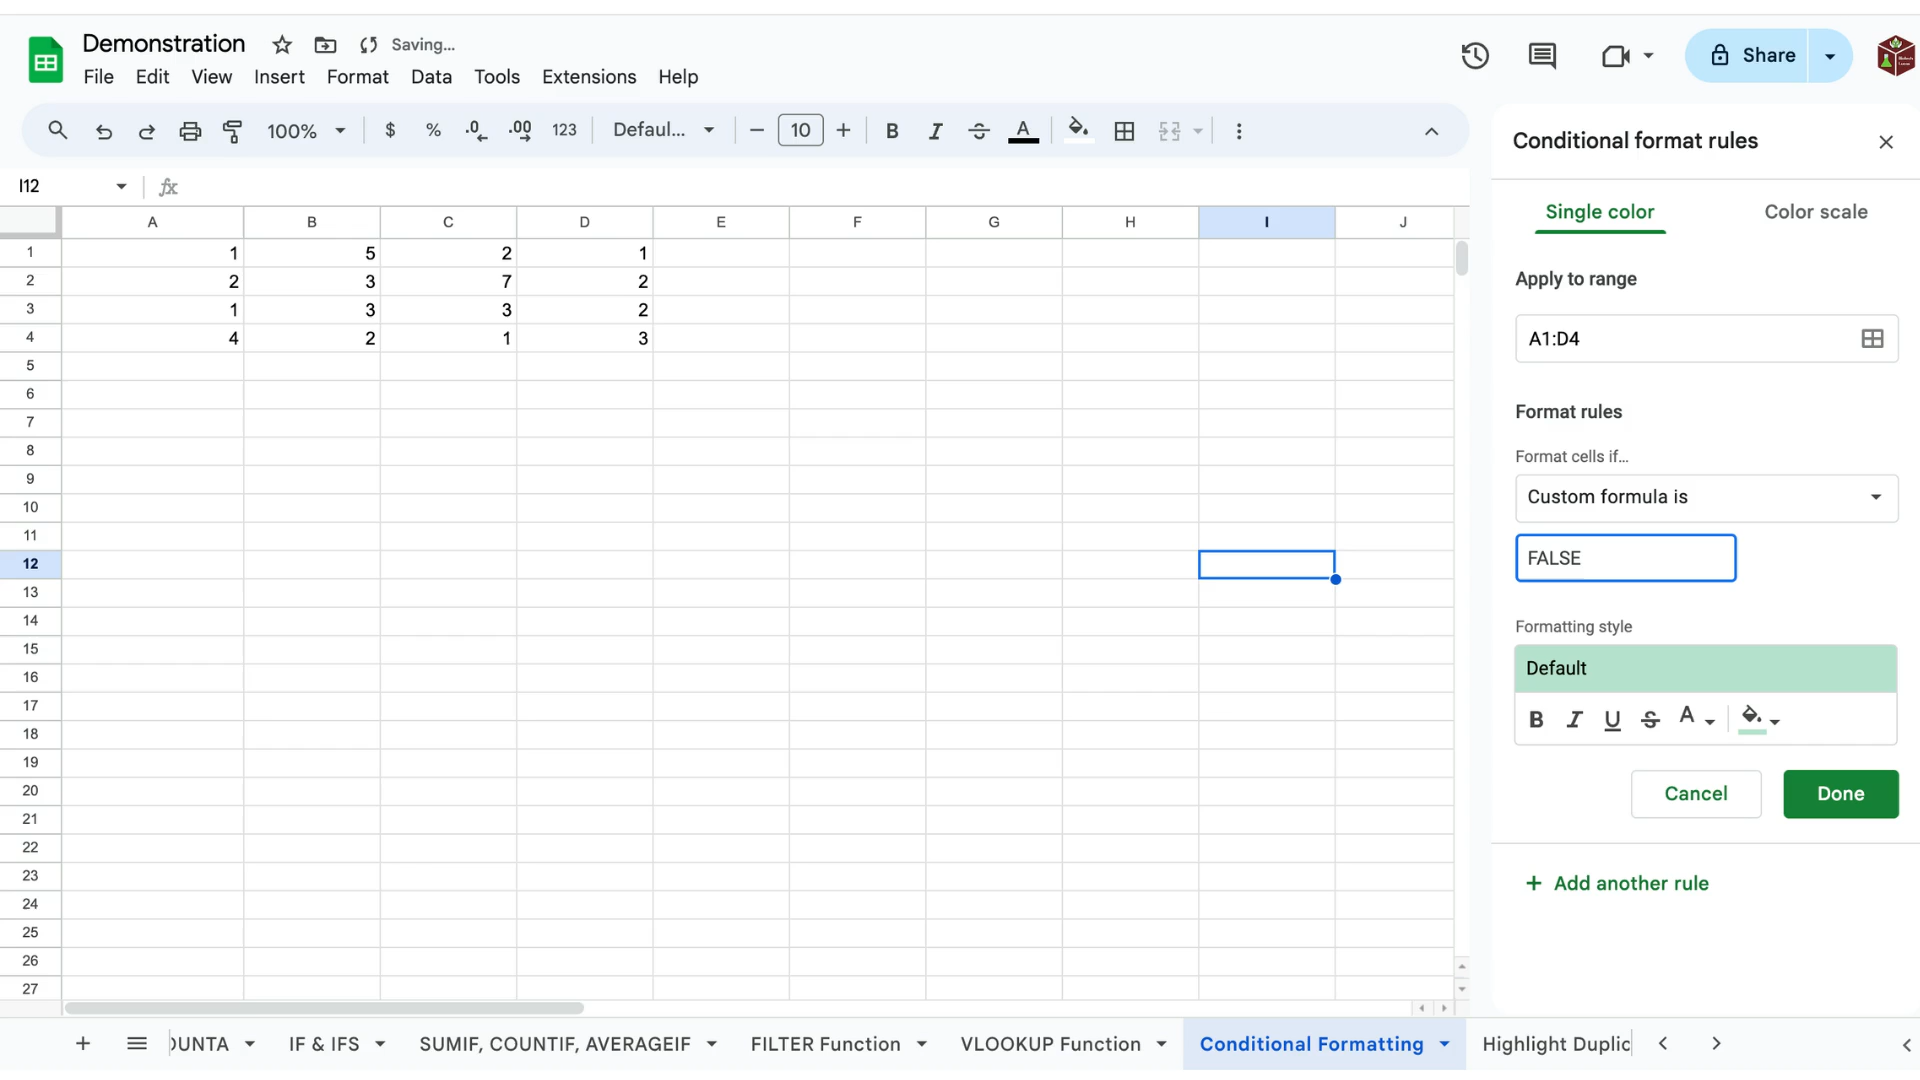 Demonstration Saving...
File Edit View Insert Format Data Tools Extensions Help
Share
100% $ % .0 .00 123 Defaul... 10 B I S A
I12 fx
A B C D E F G H I J
1 1 5 2 1
2 2 3 7 2
3 1 3 3 2
4 4 2 1 3
5
6
7
8
9
10
11
12
13
14
15
16
17
18
19
20
21
22
23
24
25
26
27
Conditional format rules
Single color Color scale
Apply to range
A1:D4
Format rules
Format cells if...
Custom formula is
FALSE
Formatting style
Default
B I U S A
Cancel Done
+ Add another rule
+ OUNTA IF & IFS SUMIF, COUNTIF, AVERAGEIF FILTER Function VLOOKUP Function Conditional Formatting Highlight Duplic